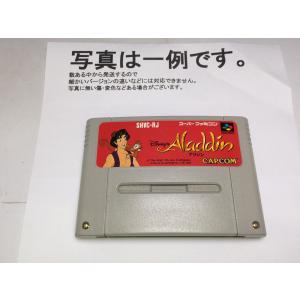 写真は一例です。
数ある中から発送するので
細かいバージョンの違いなどには対応できません。
写真に無い傷・変色などある場合がございます。
SHVC-RJ スーパーファミコン
Disney's Aladdin
アラジン
CAPCOM